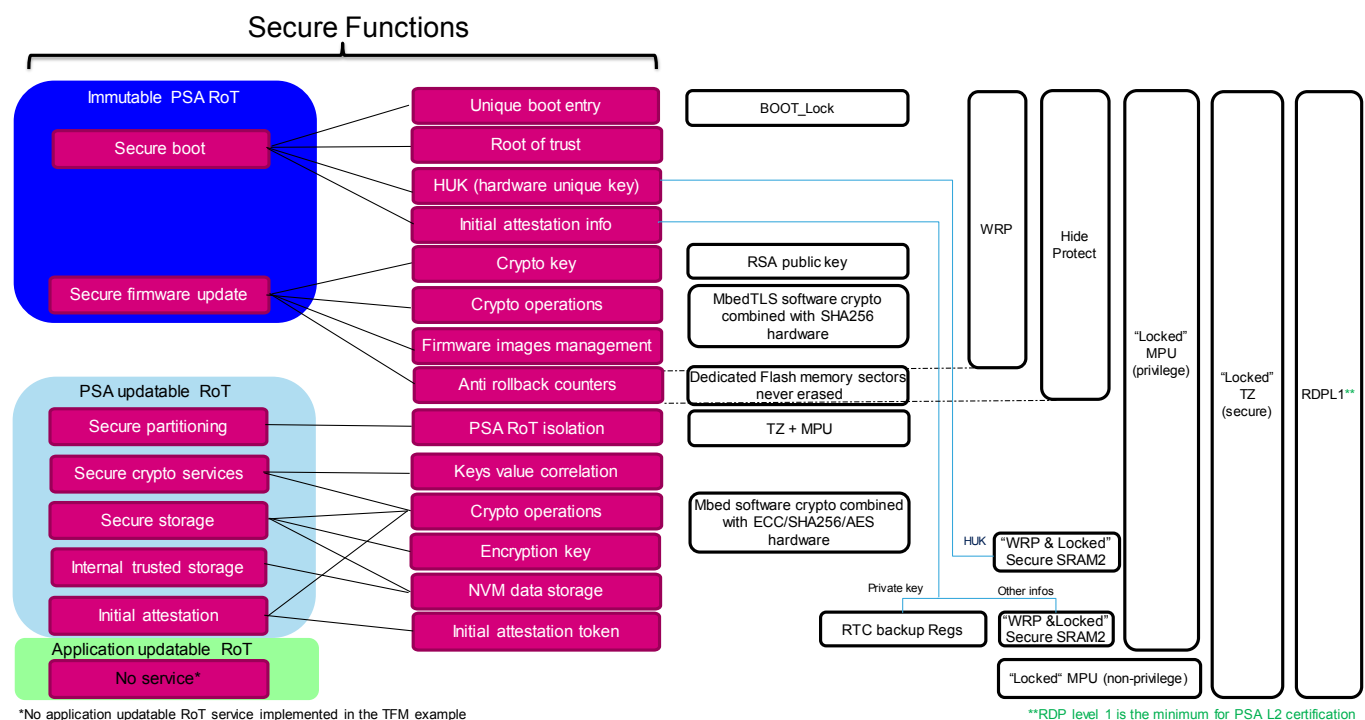 Secure Functions
Immutable PSA RoT
Secure boot
Secure firmware update
PSA updatable RoT
Secure partitioning
Secure crypto services
Secure storage
Internal trusted storage
Initial attestation
Application updatable RoT
No service*
*No application updatable RoT service implemented in the TFM example
Unique boot entry
Root of trust
HUK (hardware unique key)
Initial attestation info
Crypto key
Crypto operations
Firmware images management
Anti rollback counters
PSA RoT isolation
Keys value correlation
Crypto operations
Encryption key
NVM data storage
Initial attestation token
BOOT_Lock
RSA public key
MbedTLS software crypto
combined with SHA256
hardware
Dedicated Flash memory sectors
never erased
TZ + MPU
Mbed software crypto combined
with ECC/SHA256/AES
hardware
HUK
"WRP & Locked"
Secure SRAM2
Private key
Other infos
RTC backup Regs
"WRP &Locked"
Secure SRAM2
"Locked" MPU (non-privilege)
WRP
Hide
Protect
"Locked"
MPU
(privilege)
"Locked"
TZ
(secure)
RDPL1**
**RDP level 1 is the minimum for PSA L2 certification